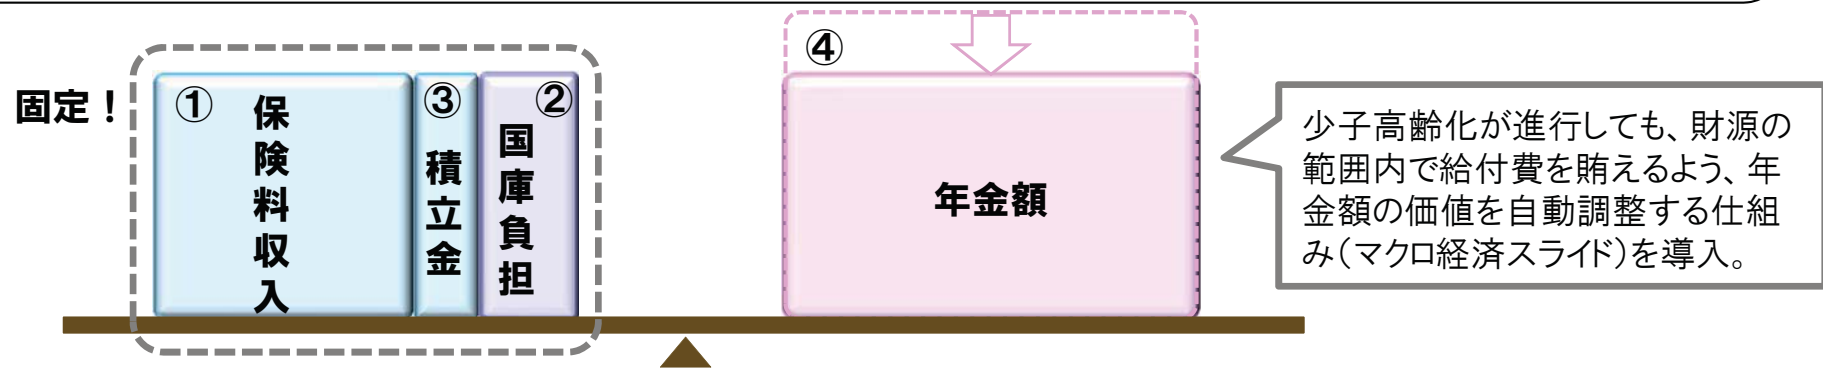 固定！
①
保険料収入
③
積立金
②
国庫負担
④
年金額
少子高齢化が進行しても、財源の
範囲内で給付費を賄えるよう、年
金額の価値を自動調整する仕組
み（マクロ経済スライド）を導入。